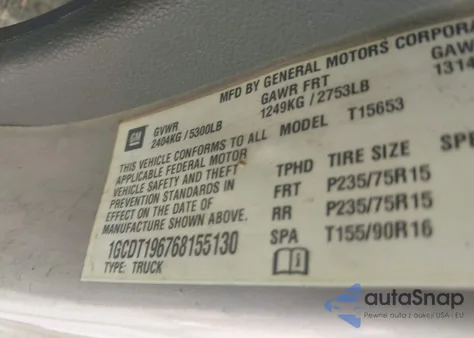 MFD BY GENERAL MOTORS CORPORA
GM GVWR GAWR FRT GAW
2404KG / 5300LB 1249KG / 2753LB 1314
THIS VEHICLE CONFORMS TO ALL MODEL T15653
APPLICABLE FEDERAL MOTOR
VEHICLE SAFETY AND THEFT TPHD TIRE SIZE SPE
PREVENTION STANDARDS IN FRT P235/75R15
EFFECT ON THE DATE OF RR P235/75R15
MANUFACTURE SHOWN ABOVE. SPA T155/90R16
1GCDT196768155130
TYPE: TRUCK
autoSnap
Pewne auta z aukcji USA - EU